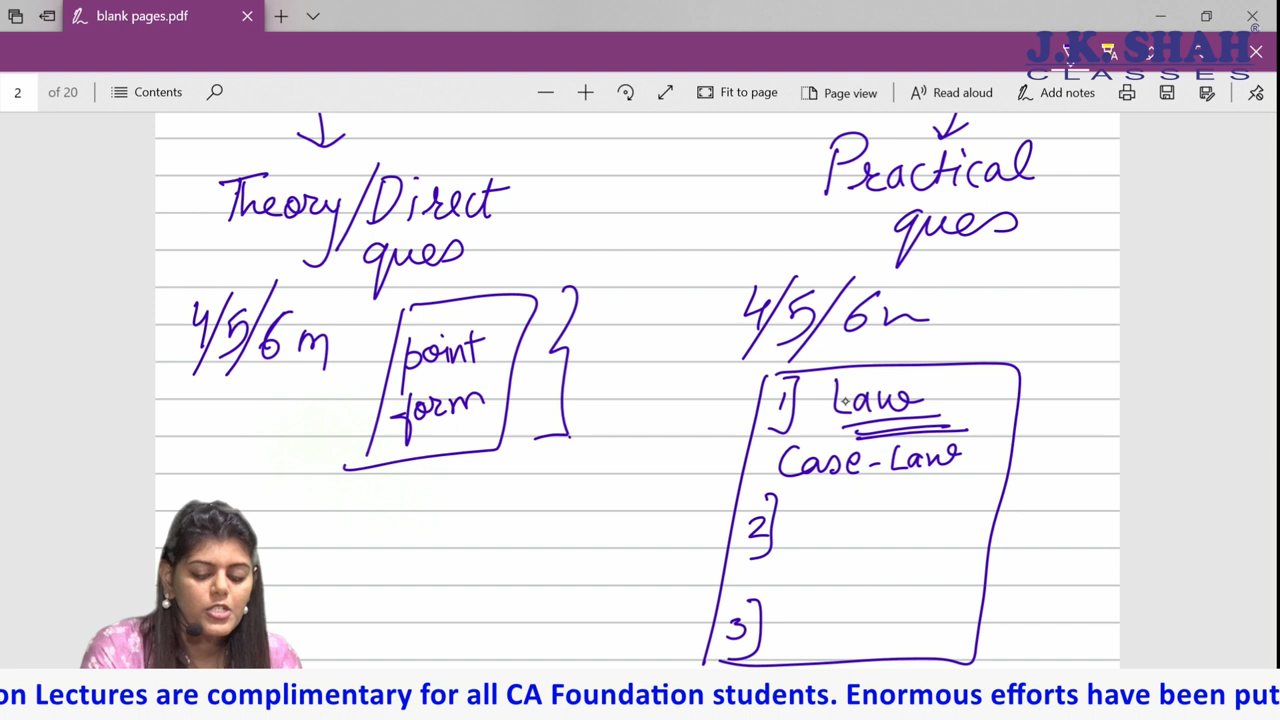 blank pages.pdf
J.K. SHAH®
CLASSES
2 of 20 Contents Fit to page Page view Read aloud Add notes
Theory/Direct
ques
4/5/6 m
point
form
Practical
ques
4/5/6 m
1] Law
Case-Law
2]
3]
on Lectures are complimentary for all CA Foundation students. Enormous efforts have been put